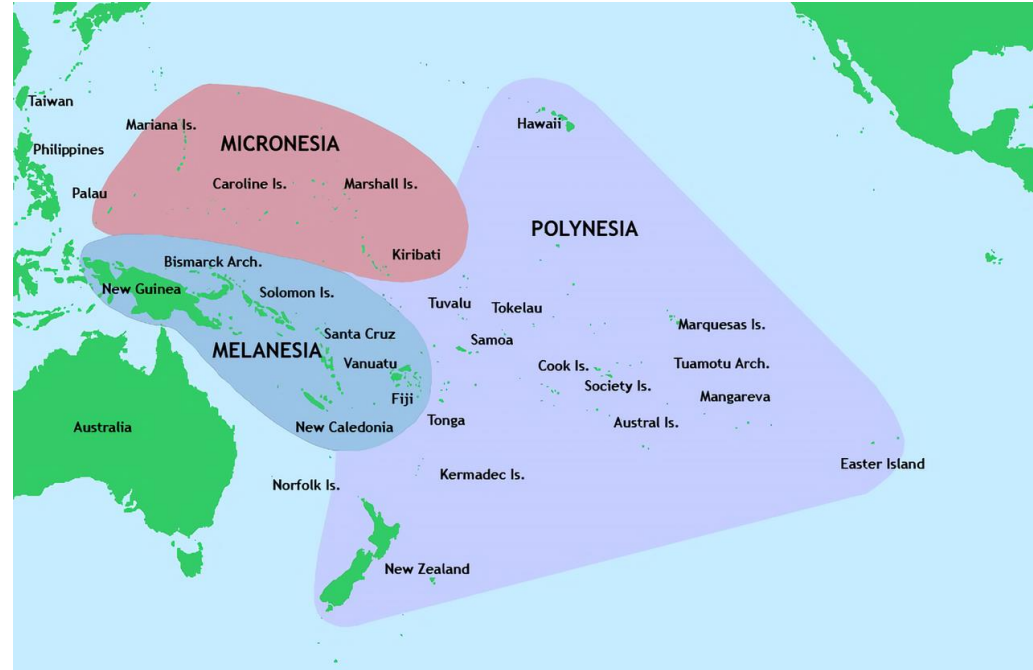 Taiwan
Hawaii
Mariana Is.
MICRONESIA
Philippines
Caroline Is.
Marshall Is.
Palau
POLYNESIA
Kiribati
Bismarck Arch.
New Guinea
Solomon Is.
Tuvalu
Tokelau
Santa Cruz
Samoa
Marquesas Is.
MELANESIA
Vanuatu
Cook Is.
Tuamotu Arch.
Society Is.
Fiji
Mangareva
Tonga
Austral Is.
Australia
New Caledonia
Easter Island
Norfolk Is.
Kermadec Is.
New Zealand